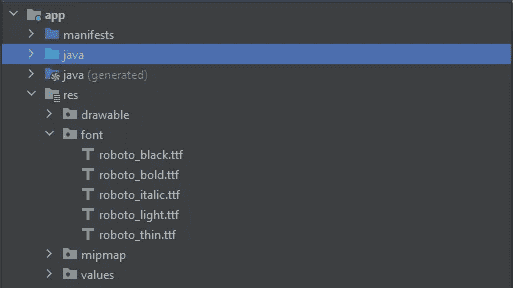 app
manifests
java
java (generated)
res
drawable
font
roboto_black.ttf
roboto_bold.ttf
roboto_italic.ttf
roboto_light.ttf
roboto_thin.ttf
mipmap
values